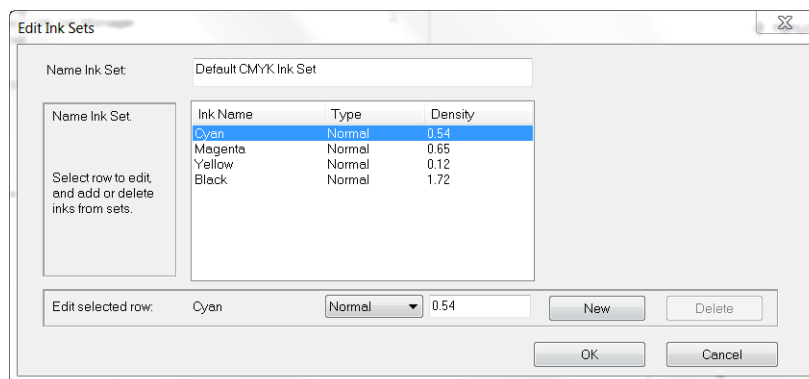 Edit Ink Sets
Name Ink Set: Default CMYK Ink Set
Name Ink Set.
Select row to edit,
and add or delete
inks from sets.
Ink Name Type Density
Cyan Normal 0.54
Magenta Normal 0.65
Yellow Normal 0.12
Black Normal 1.72
Edit selected row: Cyan Normal 0.54 New Delete
OK Cancel